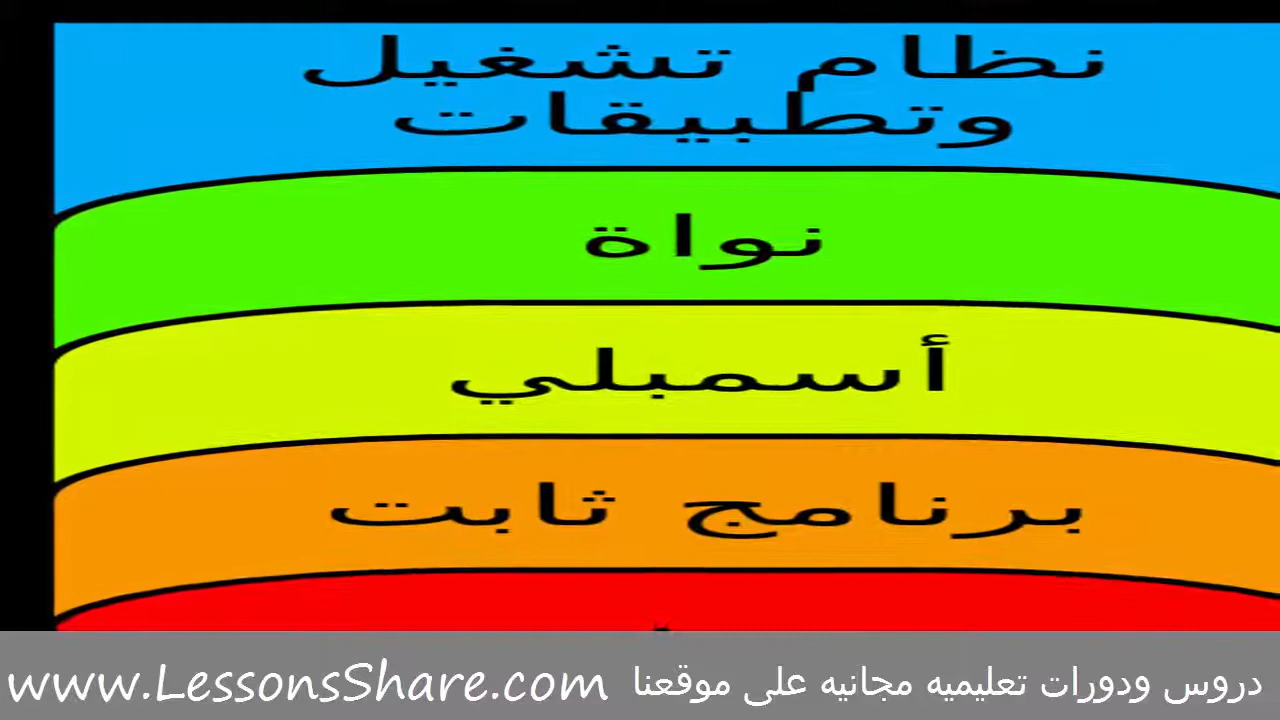 نظام تشغيل
وتطبيقات
نواة
أسمبلي
برنامج ثابت
www.LessonsShare.com دروس ودورات تعليميه مجانيه على موقعنا